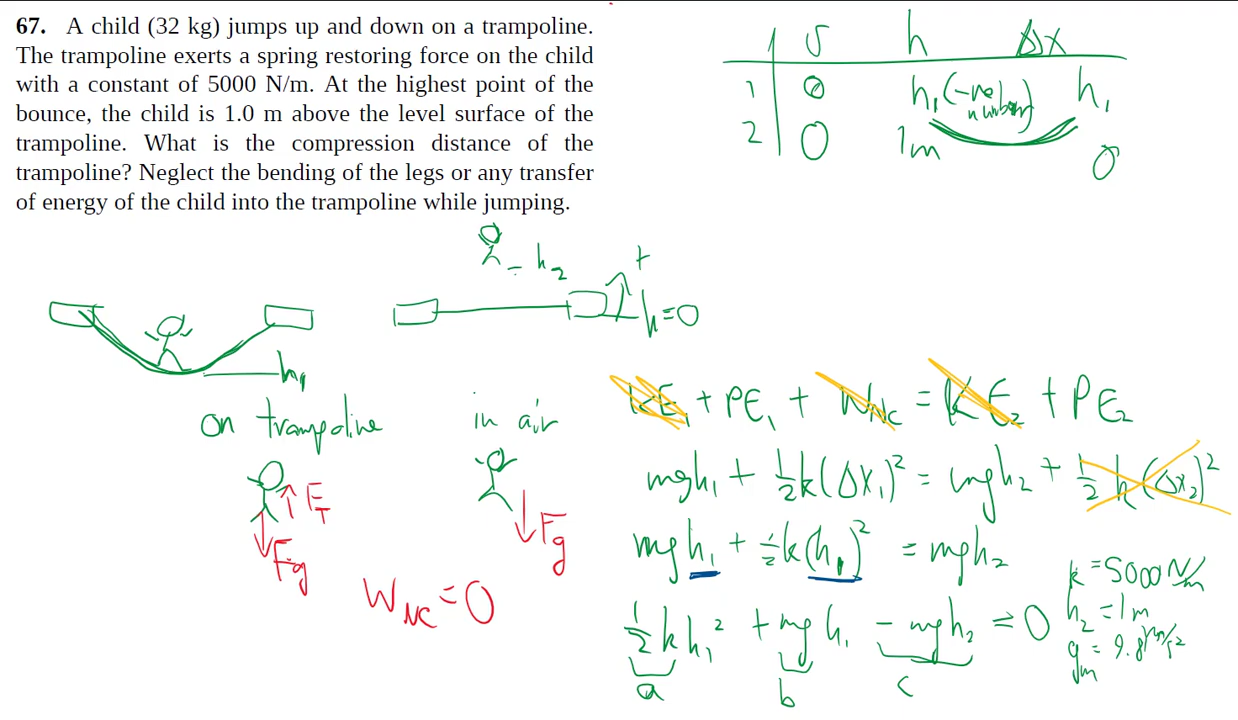 67. A child (32 kg) jumps up and down on a trampoline.
The trampoline exerts a spring restoring force on the child
with a constant of 5000 N/m. At the highest point of the
bounce, the child is 1.0 m above the level surface of the
trampoline. What is the compression distance of the
trampoline? Neglect the bending of the legs or any transfer
of energy of the child into the trampoline while jumping.
v h Δx
1 0 h₁ (-ve number) h₁
2 0 1m 0
- h₂
+
h=0
h₁
on trampoline
in air
F_T
Fg
Fg
W_NC = 0
KE₁ + PE₁ + W_NC = KE₂ + PE₂
mgh₁ + ½k(Δx₁)² = mgh₂ + ½k(Δx₂)²
mgh₁ + ½k(h₁)² = mgh₂
½kh₁² + mgh₁ - mgh₂ = 0
a b c
k = 5000 N/m
h₂ = 1m
g = 9.8 m/s²
m